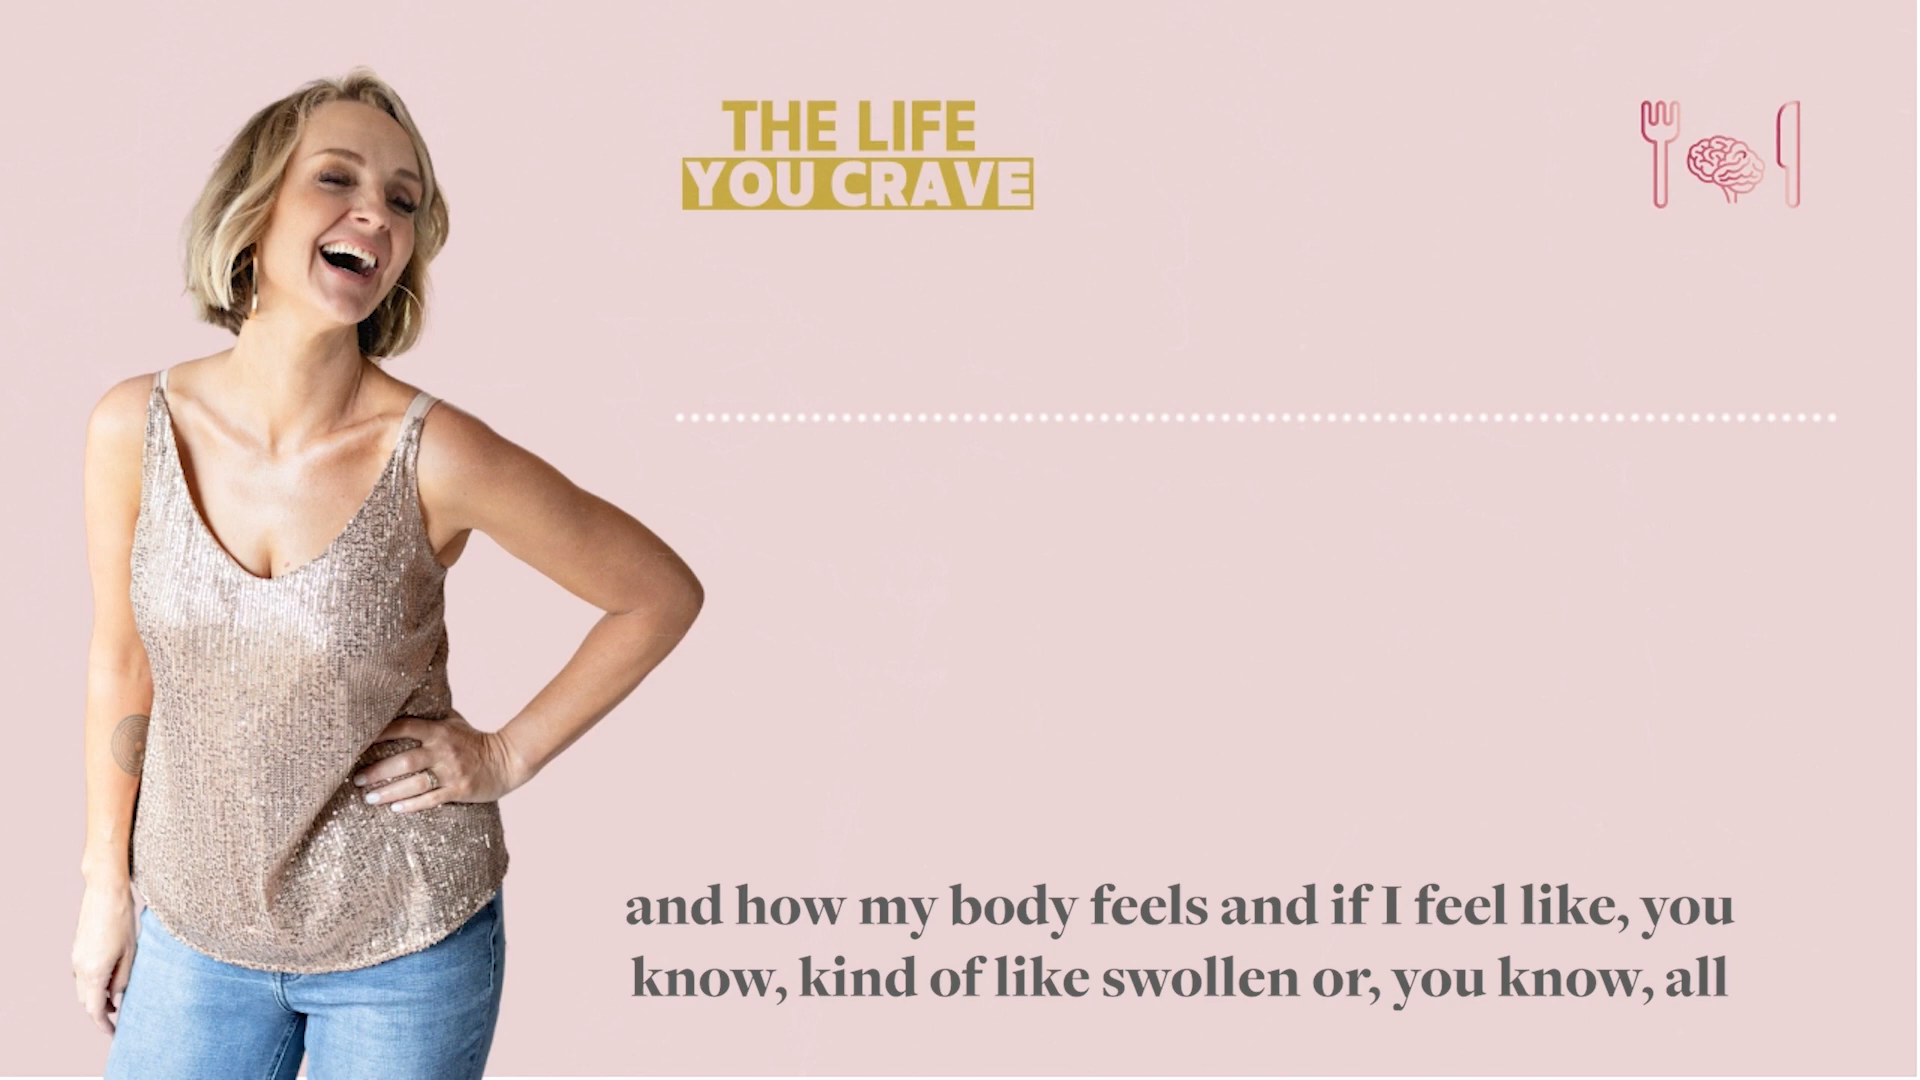 THE LIFE
YOU CRAVE
and how my body feels and if I feel like, you
know, kind of like swollen or, you know, all